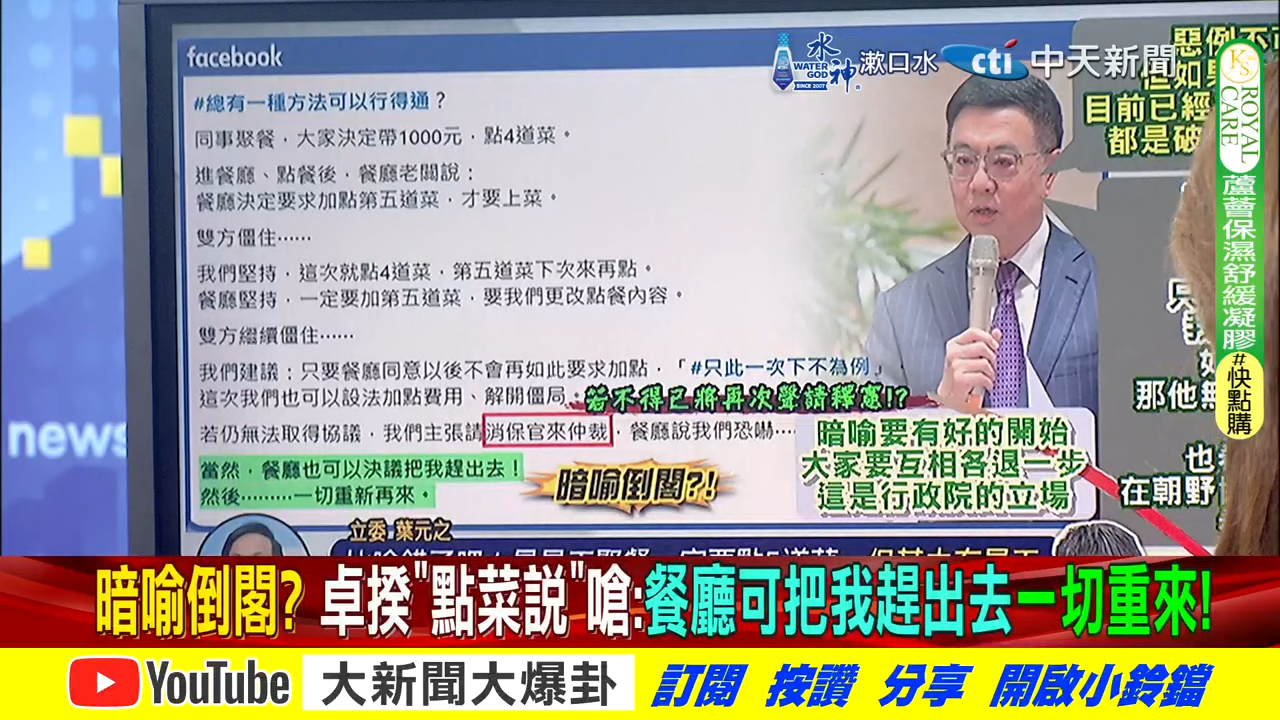 facebook
水神
WATER GOD
SINCE 2007
漱口水
cti 中天新聞
#總有一種方法可以行得通？
同事聚餐，大家決定帶1000元，點4道菜。
進餐廳、點餐後，餐廳老闆說：
餐廳決定要求加點第五道菜，才要上菜。
雙方僵住……
我們堅持，這次就點4道菜，第五道菜下次來再點。
餐廳堅持，一定要加第五道菜，要我們更改點餐內容。
雙方繼續僵住……
我們建議：只要餐廳同意以後不會再如此要求加點，「#只此一次下不為例」
這次我們也可以設法加點費用、解開僵局。
若不得已將再次聲請釋憲!?
若仍無法取得協議，我們主張請消保官來仲裁，餐廳說我們恐嚇…
當然，餐廳也可以決議把我趕出去！
然後………一切重新再來。
暗喻倒閣?!
暗喻要有好的開始
大家要互相各退一步
這是行政院的立場
目前已經
都是破
那他無
在朝野
立委 葉元之
news
KS ROYAL CARE
蘆薈保濕舒緩凝膠
#快點購
暗喻倒閣? 卓揆"點菜說"嗆:餐廳可把我趕出去一切重來!
YouTube 大新聞大爆卦 訂閱 按讚 分享 開啟小鈴鐺